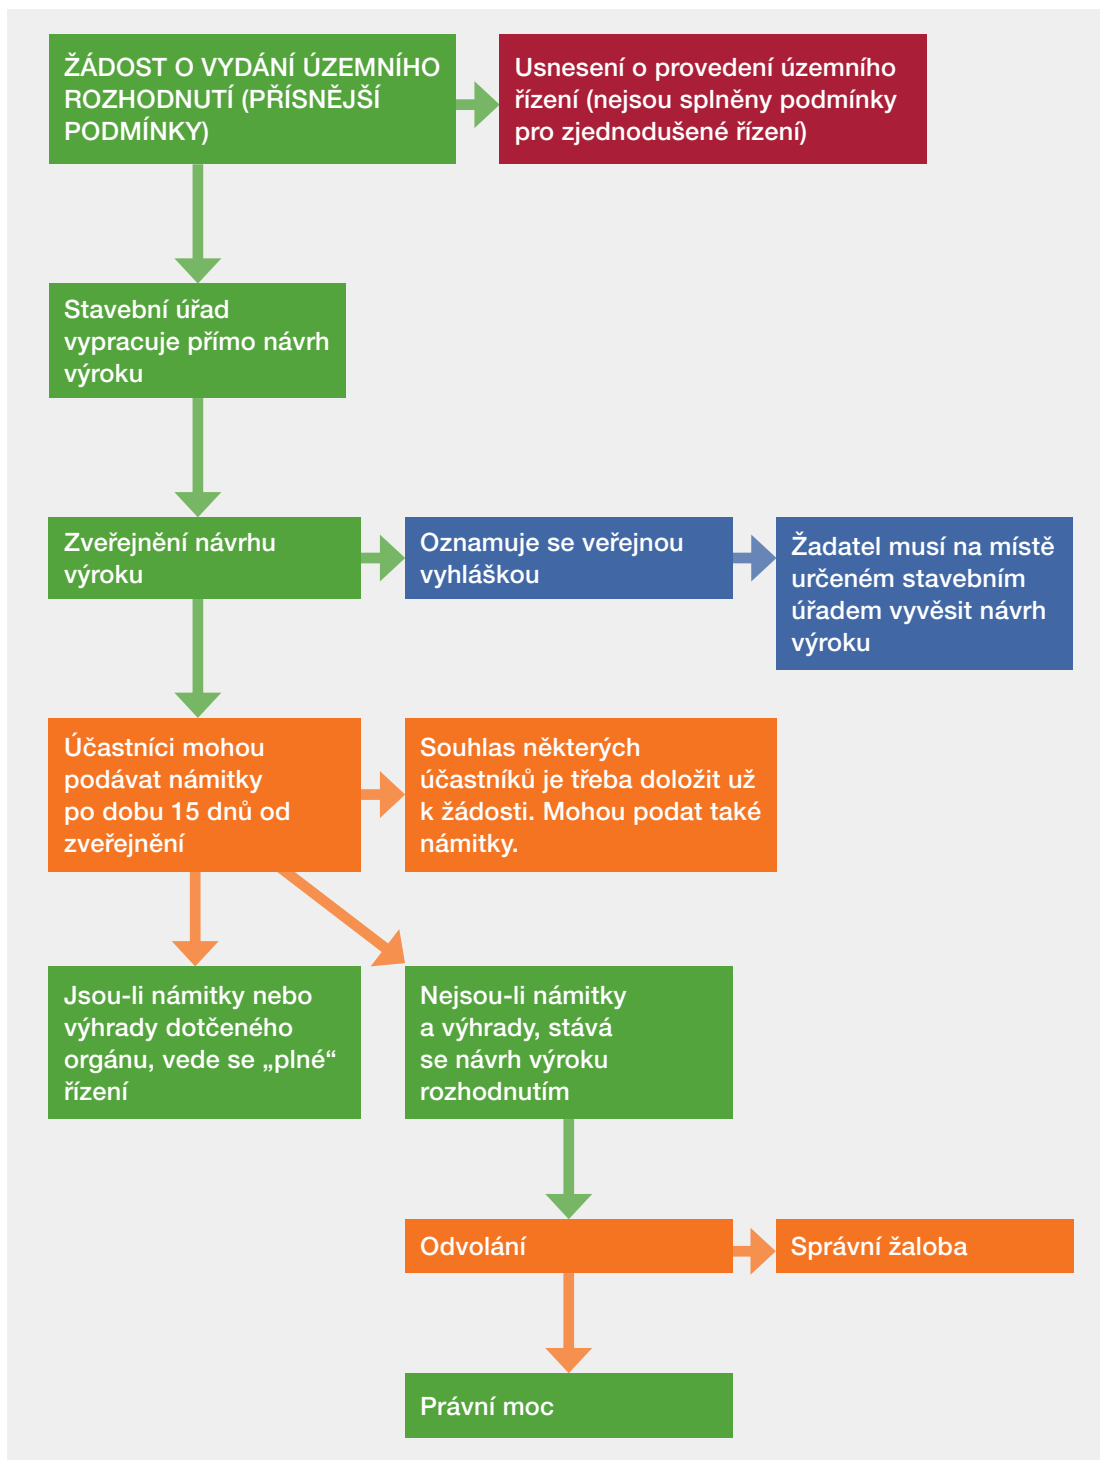 ŽÁDOST O VYDÁNÍ ÚZEMNÍHO
ROZHODNUTÍ (PŘÍSNĚJŠÍ
PODMÍNKY)
Usnesení o provedení územního
řízení (nejsou splněny podmínky
pro zjednodušené řízení)
Stavební úřad
vypracuje přímo návrh
výroku
Zveřejnění návrhu
výroku
Oznamuje se veřejnou
vyhláškou
Žadatel musí na místě
určeném stavebním
úřadem vyvěsit návrh
výroku
Účastníci mohou
podávat námitky
po dobu 15 dnů od
zveřejnění
Souhlas některých
účastníků je třeba doložit už
k žádosti. Mohou podat také
námitky.
Jsou-li námitky nebo
výhrady dotčeného
orgánu, vede se „plné“
řízení
Nejsou-li námitky
a výhrady, stává
se návrh výroku
rozhodnutím
Odvolání
Správní žaloba
Právní moc